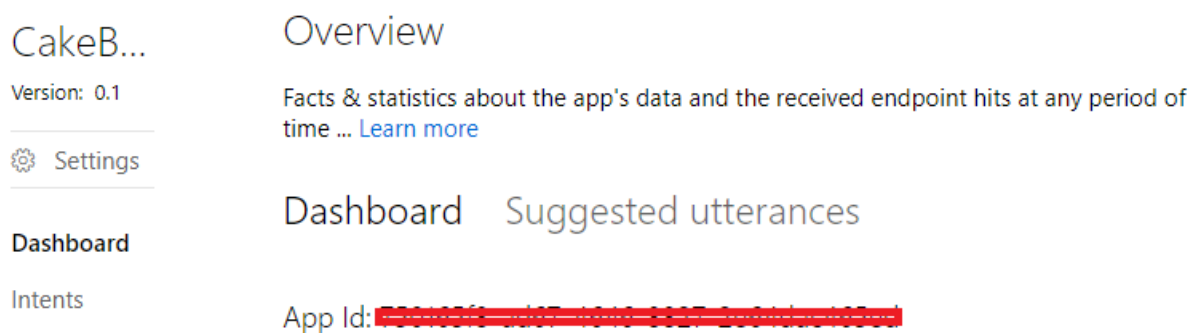 CakeB...
Version: 0.1
Settings
Dashboard
Intents
Overview
Facts & statistics about the app's data and the received endpoint hits at any period of
time ... Learn more
Dashboard Suggested utterances
App Id: